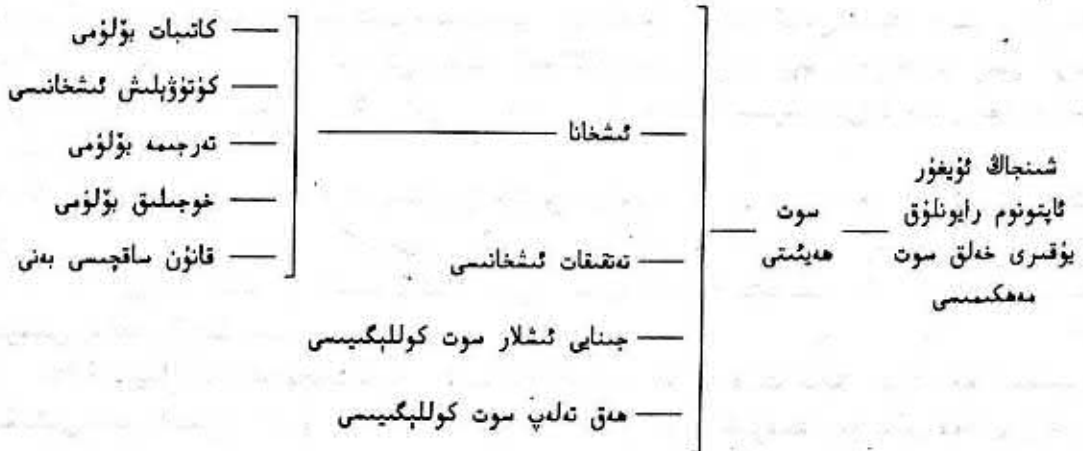 شىنجاڭ ئۇيغۇر
ئاپتونوم رايونلۇق
يۇقىرى خەلق سوت
مەھكىمىسى
سوت
ھەيئىتى
ئىشخانا
تەتقىقات ئىشخانىسى
جىنايى ئىشلار سوت كوللېگىيىسى
ھەق تەلەپ سوت كوللېگىيىسى
كاتىبات بۆلۈمى
كۈتۈۋېلىش ئىشخانىسى
تەرجىمە بۆلۈمى
خوجىلىق بۆلۈمى
قانۇن ساقچىسى بەنى